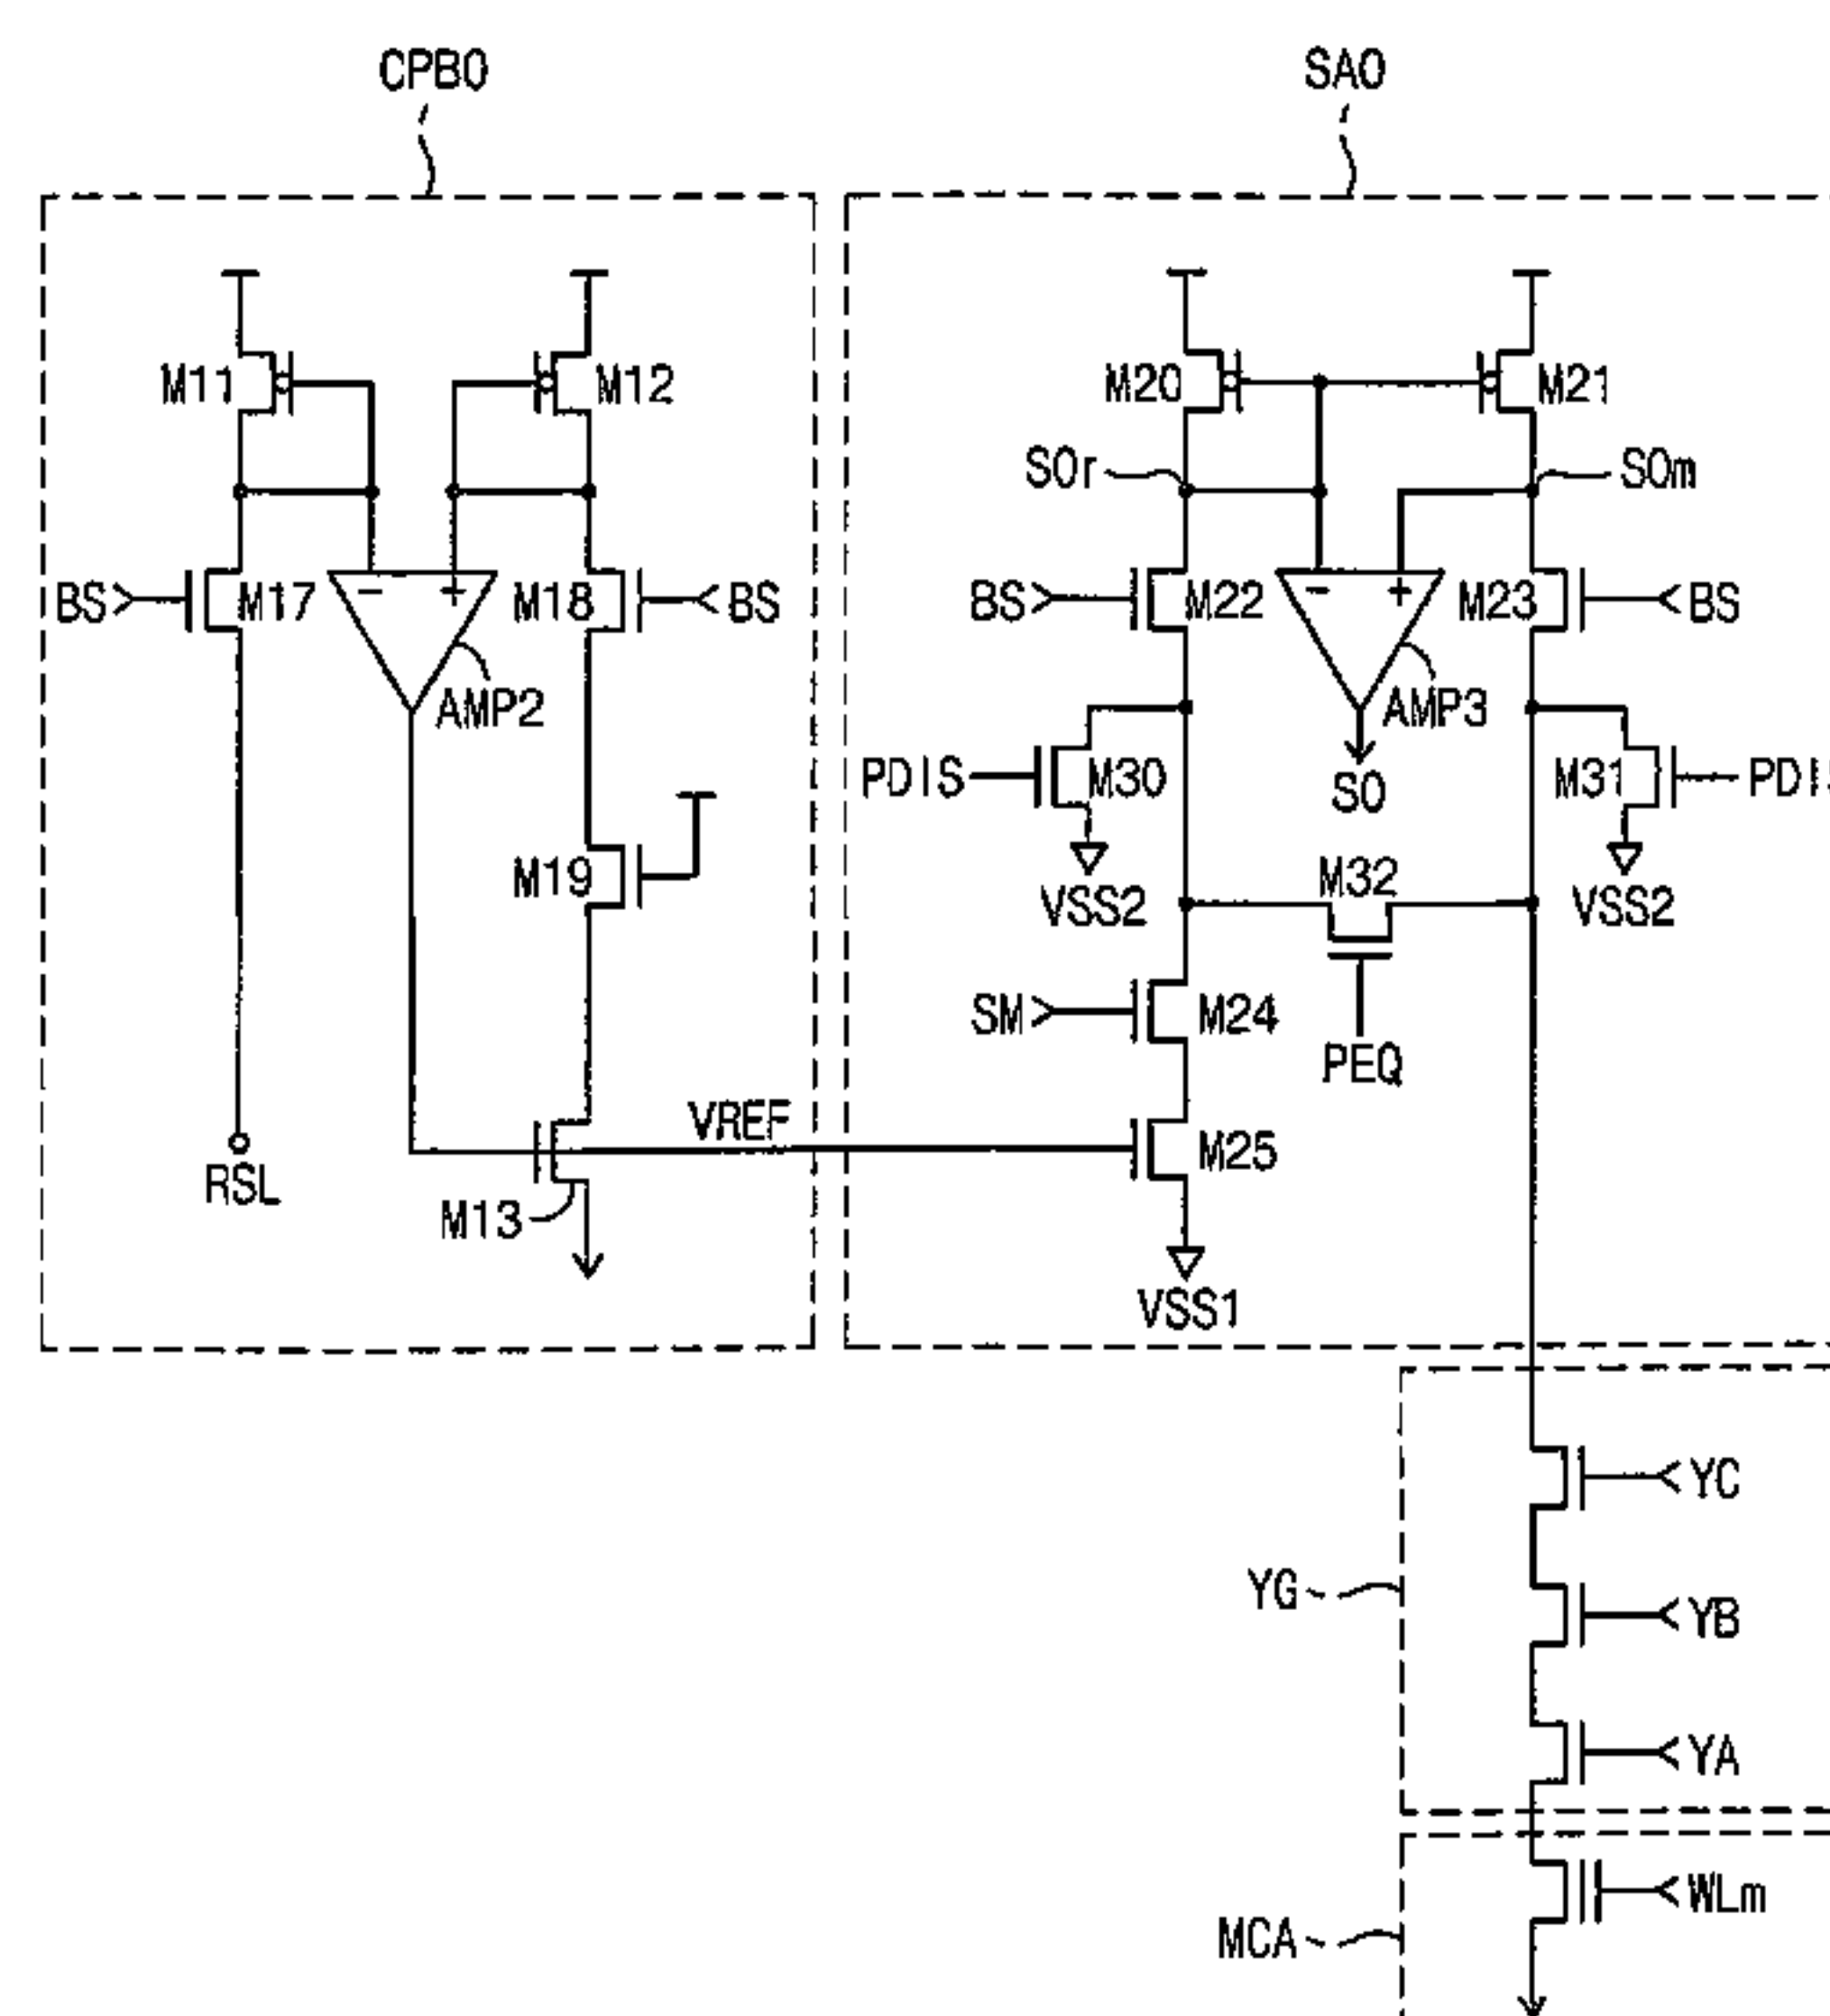 CPB0 SA0
M11 M12 M20 M21
S0r S0m
BS M17 - + M18 BS BS M22 - + M23 BS
AMP2 AMP3
PDIS M30 S0 M31 PDIS
M19 M32
VSS2 VSS2
SM M24
PEQ
VREF M25
RSL
M13
VSS1
YC
YG
YB
YA
WLm
MCA